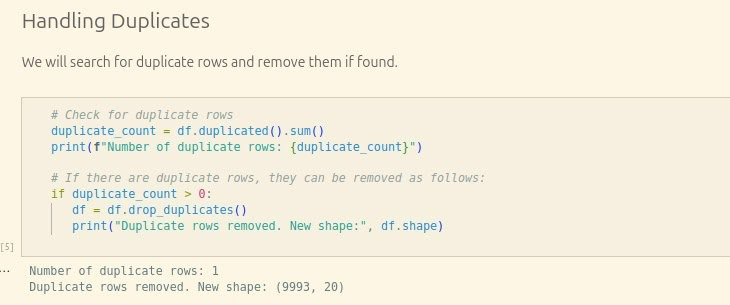 Handling Duplicates
We will search for duplicate rows and remove them if found.
# Check for duplicate rows
duplicate_count = df.duplicated().sum()
print(f"Number of duplicate rows: {duplicate_count}")
# If there are duplicate rows, they can be removed as follows:
if duplicate_count > 0:
df = df.drop_duplicates()
print("Duplicate rows removed. New shape:", df.shape)
[5]
... Number of duplicate rows: 1
Duplicate rows removed. New shape: (9993, 20)